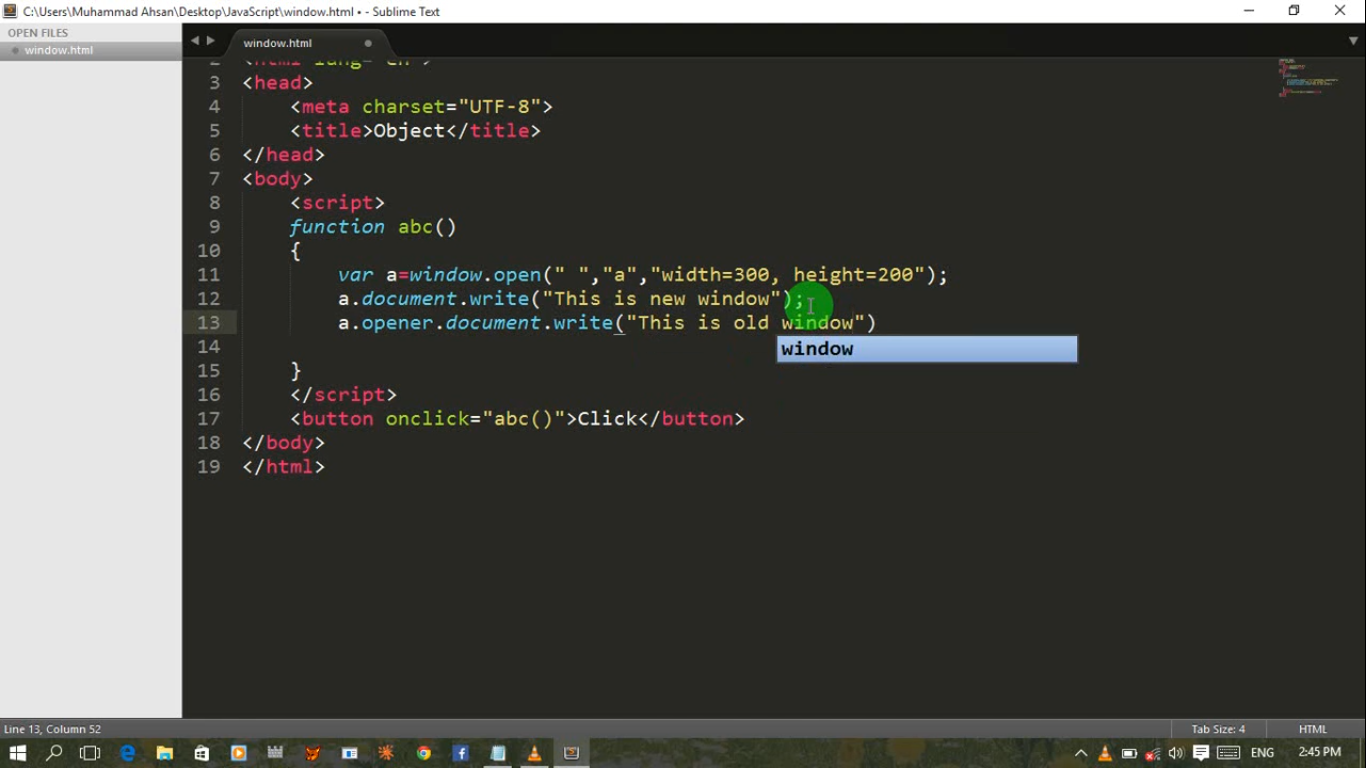 C:\Users\Muhammad Ahsan\Desktop\JavaScript\window.html • - Sublime Text
OPEN FILES
window.html
window.html
2 <html lang="en">
3 <head>
4 <meta charset="UTF-8">
5 <title>Object</title>
6 </head>
7 <body>
8 <script>
9 function abc()
10 {
11 var a=window.open(" ","a","width=300, height=200");
12 a.document.write("This is new window");
13 a.opener.document.write("This is old window")
window
14
15 }
16 </script>
17 <button onclick="abc()">Click</button>
18 </body>
19 </html>
Line 13, Column 52
Tab Size: 4
HTML
ENG
2:45 PM